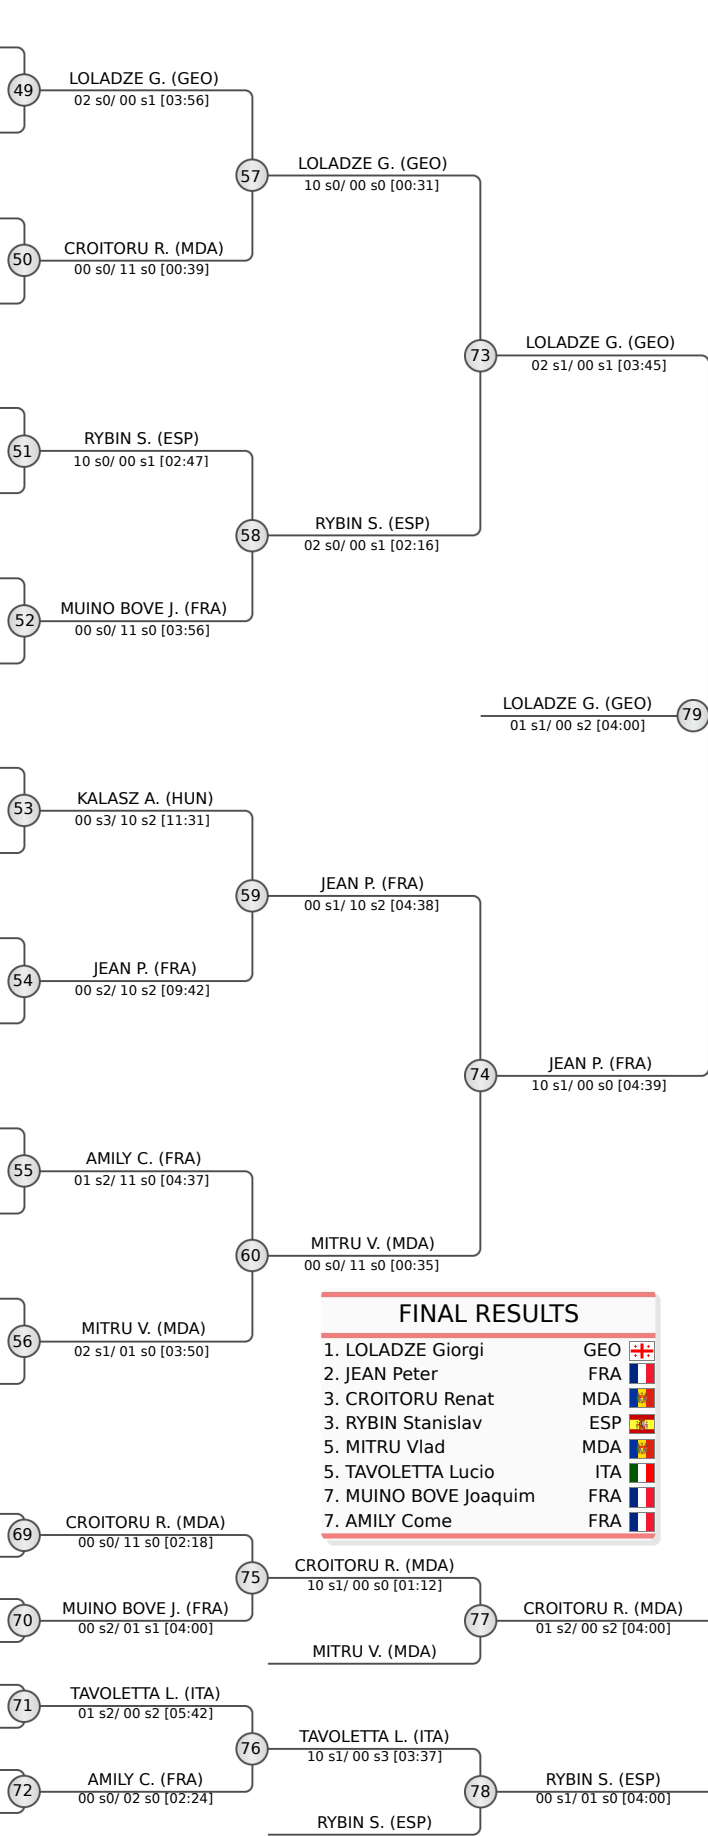 49
LOLADZE G. (GEO)
02 s0/ 00 s1 [03:56]
57
LOLADZE G. (GEO)
10 s0/ 00 s0 [00:31]
50
CROITORU R. (MDA)
00 s0/ 11 s0 [00:39]
73
LOLADZE G. (GEO)
02 s1/ 00 s1 [03:45]
51
RYBIN S. (ESP)
10 s0/ 00 s1 [02:47]
58
RYBIN S. (ESP)
02 s0/ 00 s1 [02:16]
52
MUINO BOVE J. (FRA)
00 s0/ 11 s0 [03:56]
LOLADZE G. (GEO)
01 s1/ 00 s2 [04:00]
79
53
KALASZ A. (HUN)
00 s3/ 10 s2 [11:31]
59
JEAN P. (FRA)
00 s1/ 10 s2 [04:38]
54
JEAN P. (FRA)
00 s2/ 10 s2 [09:42]
74
JEAN P. (FRA)
10 s1/ 00 s0 [04:39]
55
AMILY C. (FRA)
01 s2/ 11 s0 [04:37]
60
MITRU V. (MDA)
00 s0/ 11 s0 [00:35]
56
MITRU V. (MDA)
02 s1/ 01 s0 [03:50]
FINAL RESULTS
1. LOLADZE Giorgi GEO
2. JEAN Peter FRA
3. CROITORU Renat MDA
3. RYBIN Stanislav ESP
5. MITRU Vlad MDA
5. TAVOLETTA Lucio ITA
7. MUINO BOVE Joaquim FRA
7. AMILY Come FRA
69
CROITORU R. (MDA)
00 s0/ 11 s0 [02:18]
75
CROITORU R. (MDA)
10 s1/ 00 s0 [01:12]
70
MUINO BOVE J. (FRA)
00 s2/ 01 s1 [04:00]
77
CROITORU R. (MDA)
01 s2/ 00 s2 [04:00]
MITRU V. (MDA)
71
TAVOLETTA L. (ITA)
01 s2/ 00 s2 [05:42]
76
TAVOLETTA L. (ITA)
10 s1/ 00 s3 [03:37]
72
AMILY C. (FRA)
00 s0/ 02 s0 [02:24]
78
RYBIN S. (ESP)
00 s1/ 01 s0 [04:00]
RYBIN S. (ESP)